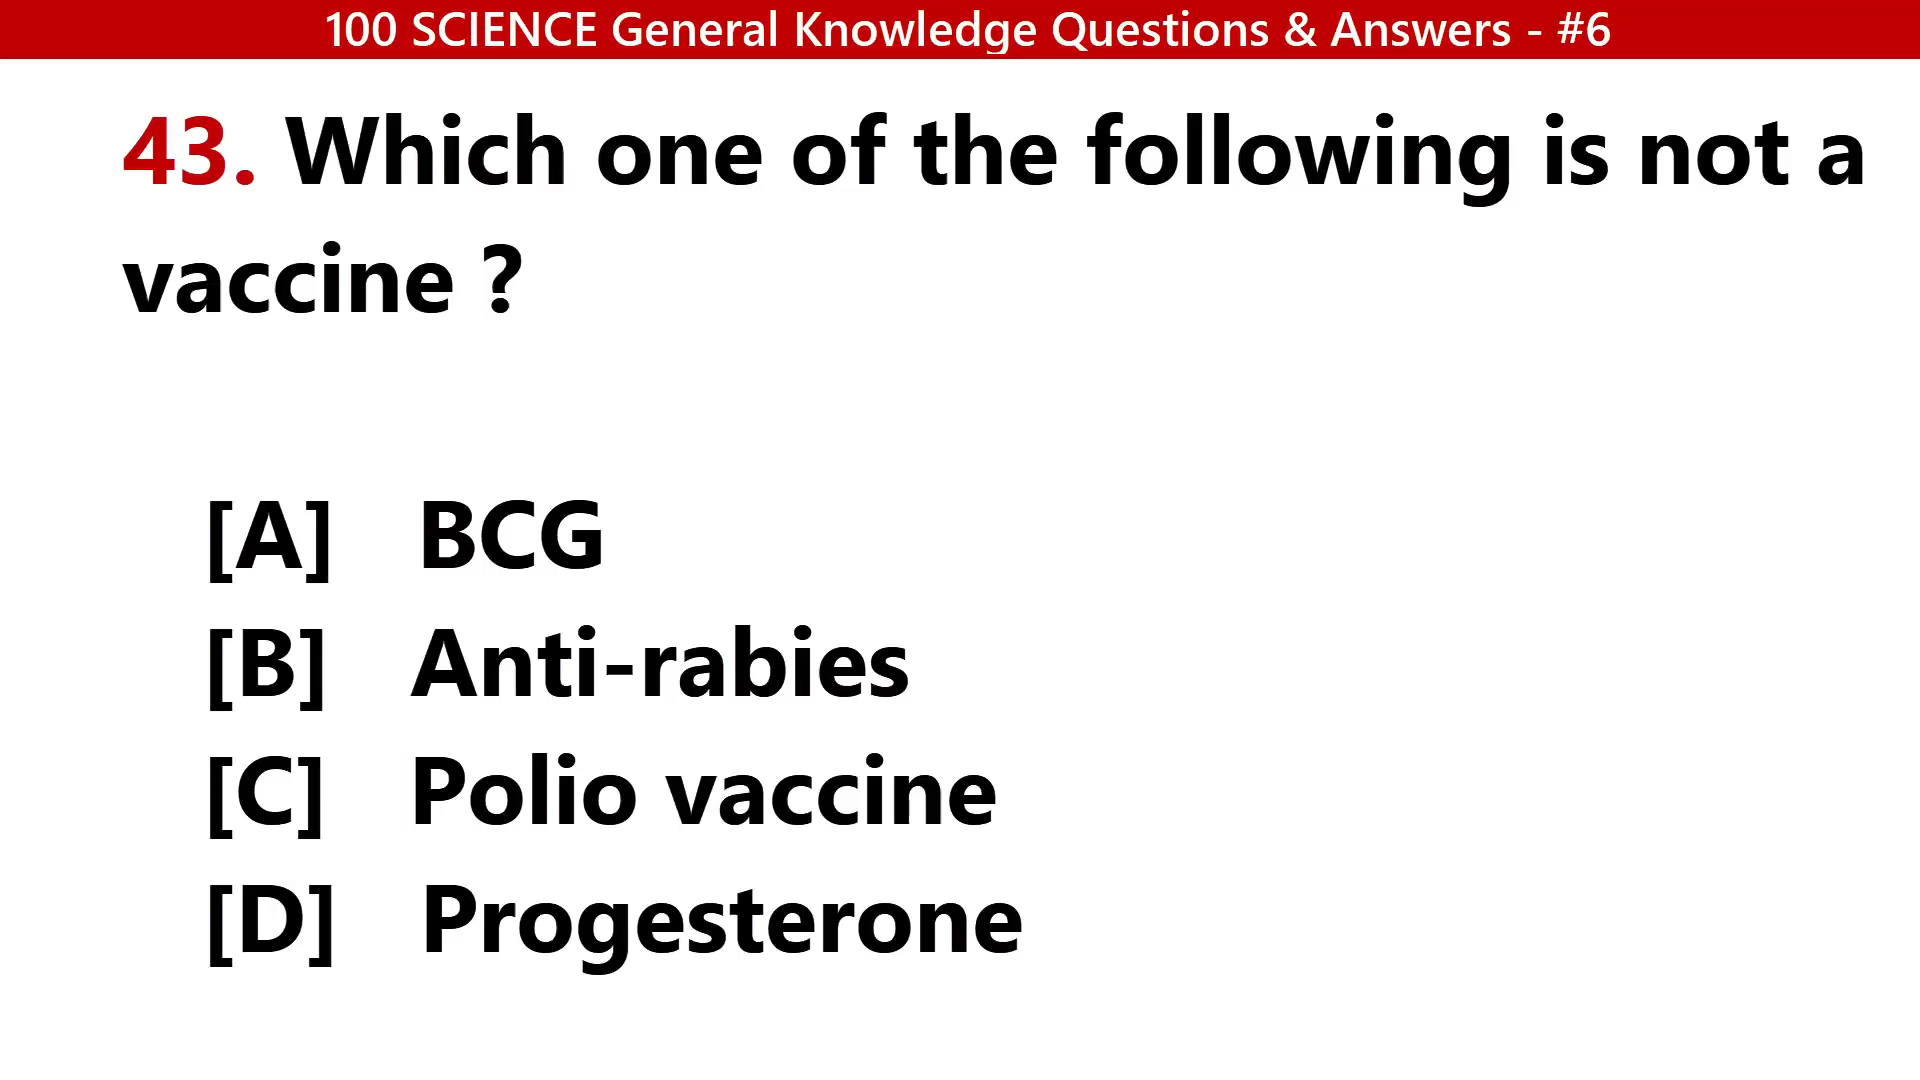 100 SCIENCE General Knowledge Questions & Answers - #6
43. Which one of the following is not a
vaccine ?
[A] BCG
[B] Anti-rabies
[C] Polio vaccine
[D] Progesterone